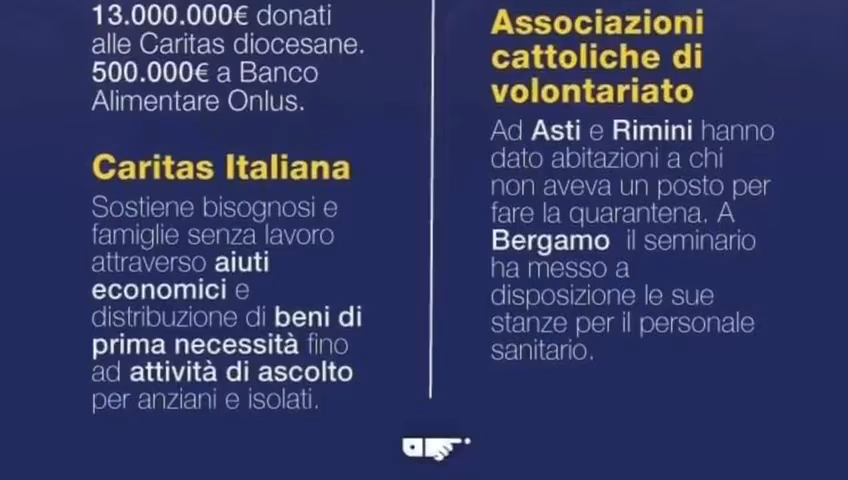 13.000.000€ donati
alle Caritas diocesane.
500.000€ a Banco
Alimentare Onlus.
Caritas Italiana
Sostiene bisognosi e
famiglie senza lavoro
attraverso aiuti
economici e
distribuzione di beni di
prima necessità fino
ad attività di ascolto
per anziani e isolati.
Associazioni
cattoliche di
volontariato
Ad Asti e Rimini hanno
dato abitazioni a chi
non aveva un posto per
fare la quarantena. A
Bergamo il seminario
ha messo a
disposizione le sue
stanze per il personale
sanitario.